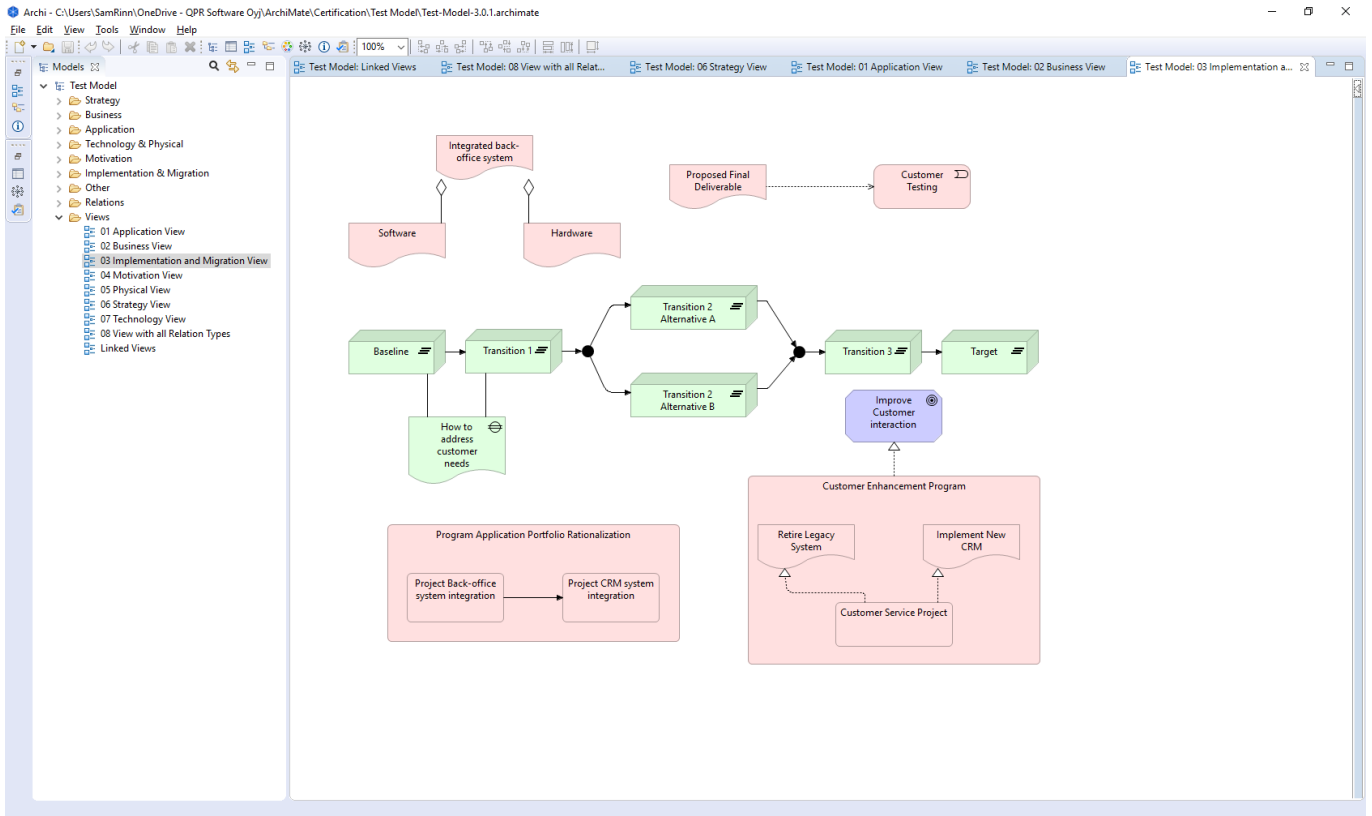 Archi - C:\Users\SamRinn\OneDrive - QPR Software Oyj\ArchiMate\Certification\Test Model\Test-Model-3.0.1.archimate
File Edit View Tools Window Help
100%
Models
Test Model: Linked Views
Test Model: 08 View with all Relat...
Test Model: 06 Strategy View
Test Model: 01 Application View
Test Model: 02 Business View
Test Model: 03 Implementation a...
Test Model
Strategy
Business
Application
Technology & Physical
Motivation
Implementation & Migration
Other
Relations
Views
01 Application View
02 Business View
03 Implementation and Migration View
04 Motivation View
05 Physical View
06 Strategy View
07 Technology View
08 View with all Relation Types
Linked Views
Integrated back-
office system
Software
Hardware
Proposed Final
Deliverable
Customer
Testing
Baseline
Transition 1
Transition 2
Alternative A
Transition 2
Alternative B
Transition 3
Target
How to
address
customer
needs
Improve
Customer
interaction
Customer Enhancement Program
Retire Legacy
System
Implement New
CRM
Customer Service Project
Program Application Portfolio Rationalization
Project Back-office
system integration
Project CRM system
integration